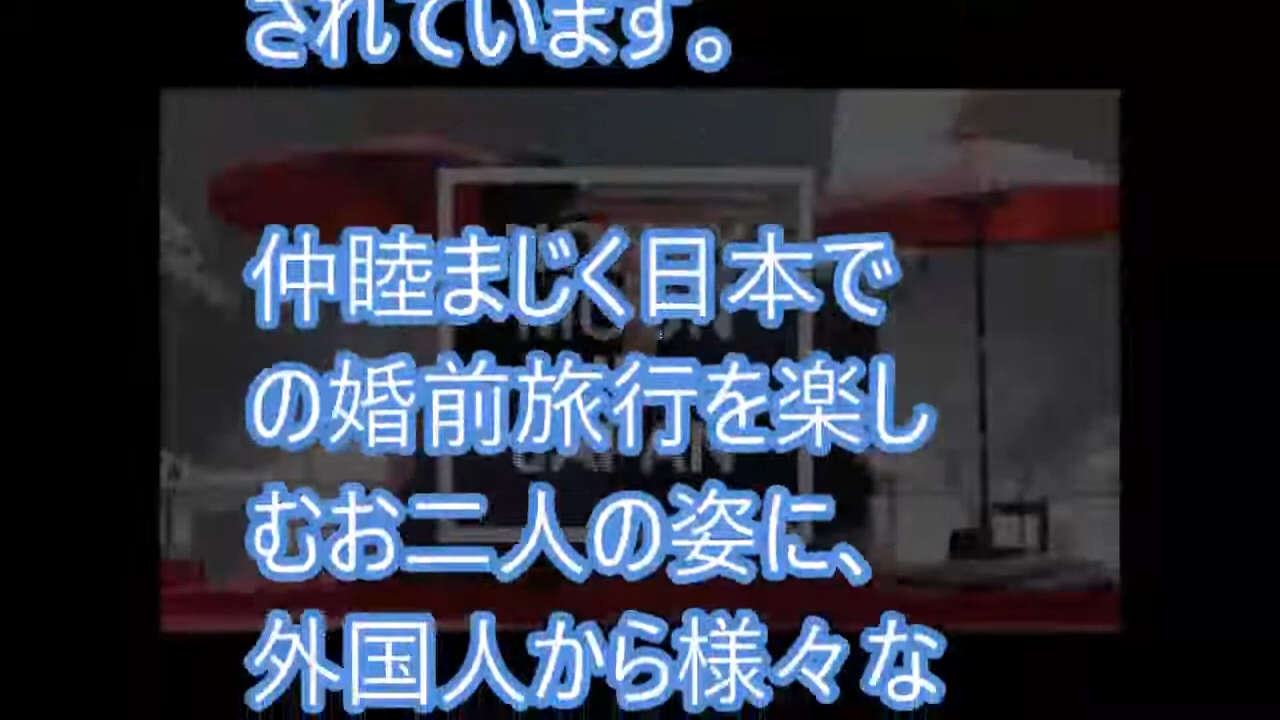 されています。
仲睦まじく日本で
の婚前旅行を楽し
むお二人の姿に、
外国人から様々な
JAPAN